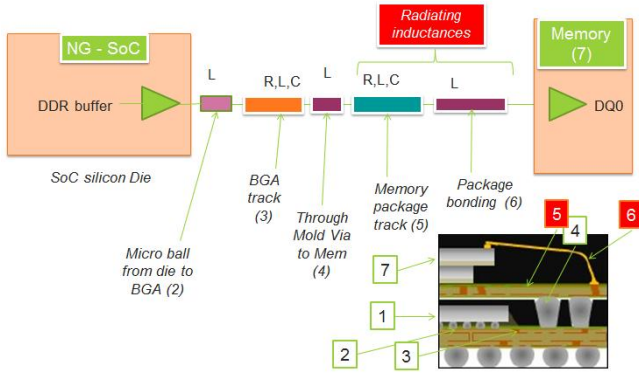 Radiating
inductances
NG - SoC
Memory
(7)
L
R,L,C
L
R,L,C
L
DDR buffer
DQ0
SoC silicon Die
BGA
track
(3)
Memory
package
track (5)
Package
bonding (6)
Micro ball
from die to
BGA (2)
Through
Mold Via
to Mem
(4)
5
4
6
7
1
2
3